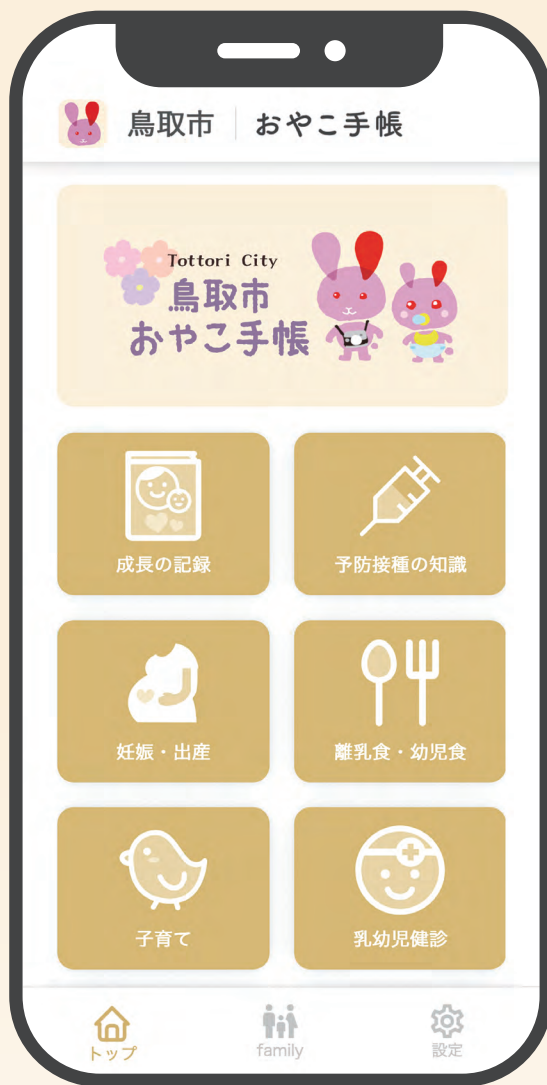 鳥取市 おやこ手帳
Tottori City
鳥取市
おやこ手帳
成長の記録
予防接種の知識
妊娠・出産
離乳食・幼児食
子育て
乳幼児健診
トップ
family
設定